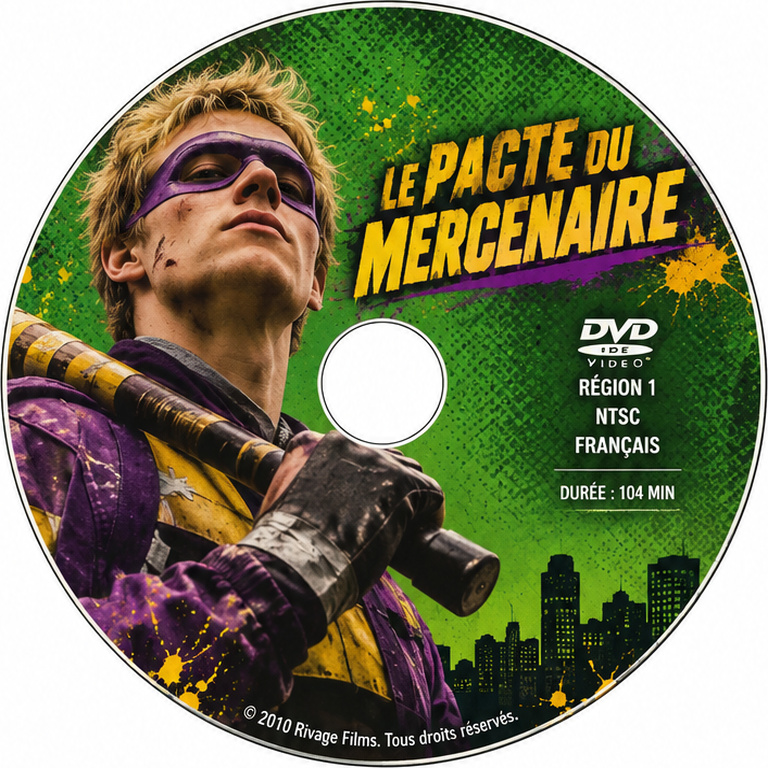 LE PACTE DU
MERCENAIRE
DVD
IDE
VIDEO
RÉGION 1
NTSC
FRANÇAIS
DURÉE : 104 MIN
© 2010 Rivage Films. Tous droits réservés.